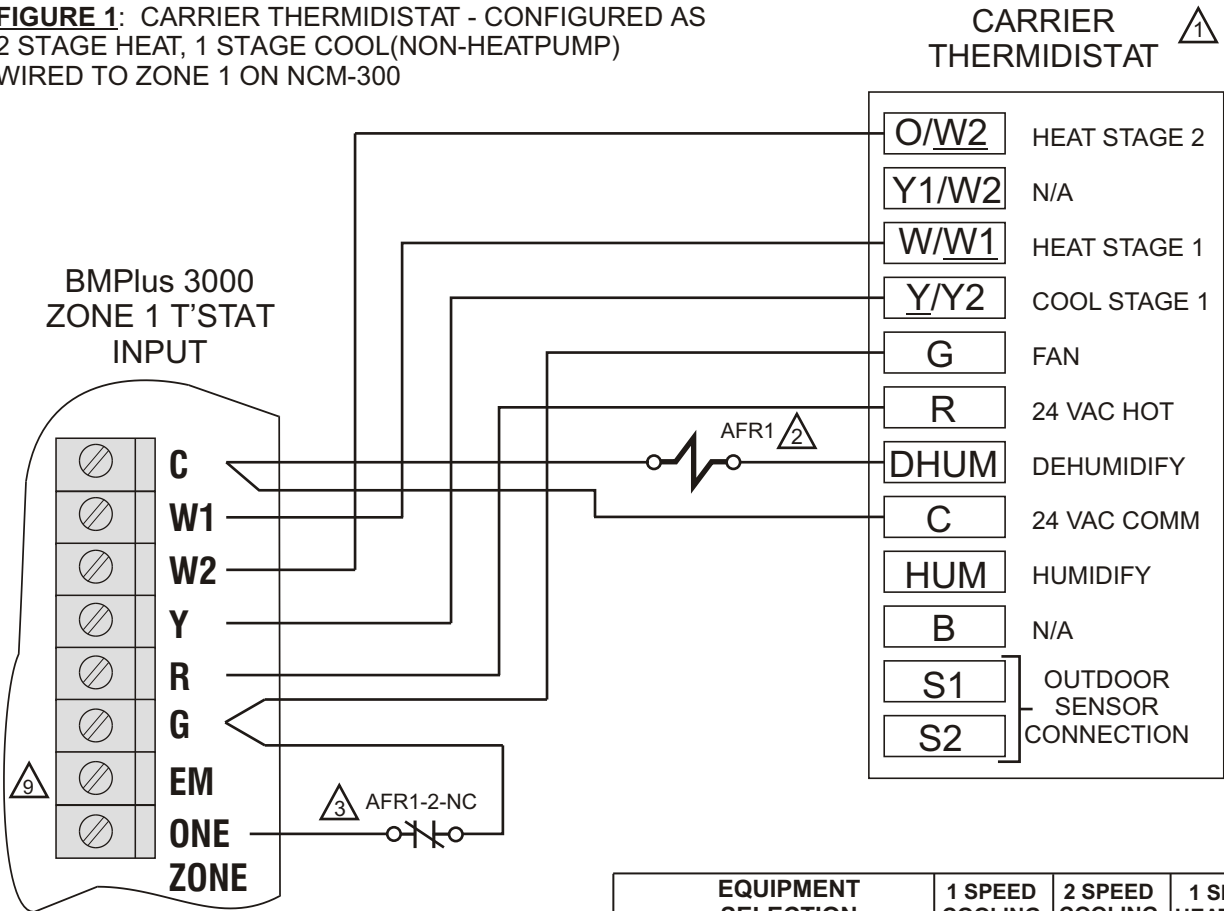 FIGURE 1: CARRIER THERMIDISTAT - CONFIGURED AS
2 STAGE HEAT, 1 STAGE COOL(NON-HEATPUMP)
WIRED TO ZONE 1 ON NCM-300
CARRIER
THERMIDISTAT
1
O/W2 HEAT STAGE 2
Y1/W2 N/A
W/W1 HEAT STAGE 1
Y/Y2 COOL STAGE 1
G FAN
R 24 VAC HOT
DHUM DEHUMIDIFY
C 24 VAC COMM
HUM HUMIDIFY
B N/A
S1
S2
OUTDOOR
SENSOR
CONNECTION
AFR1 2
BMPlus 3000
ZONE 1 T'STAT
INPUT
C
W1
W2
Y
R
G
9 EM
ONE
ZONE
3 AFR1-2-NC
EQUIPMENT
1 SPEED
2 SPEED